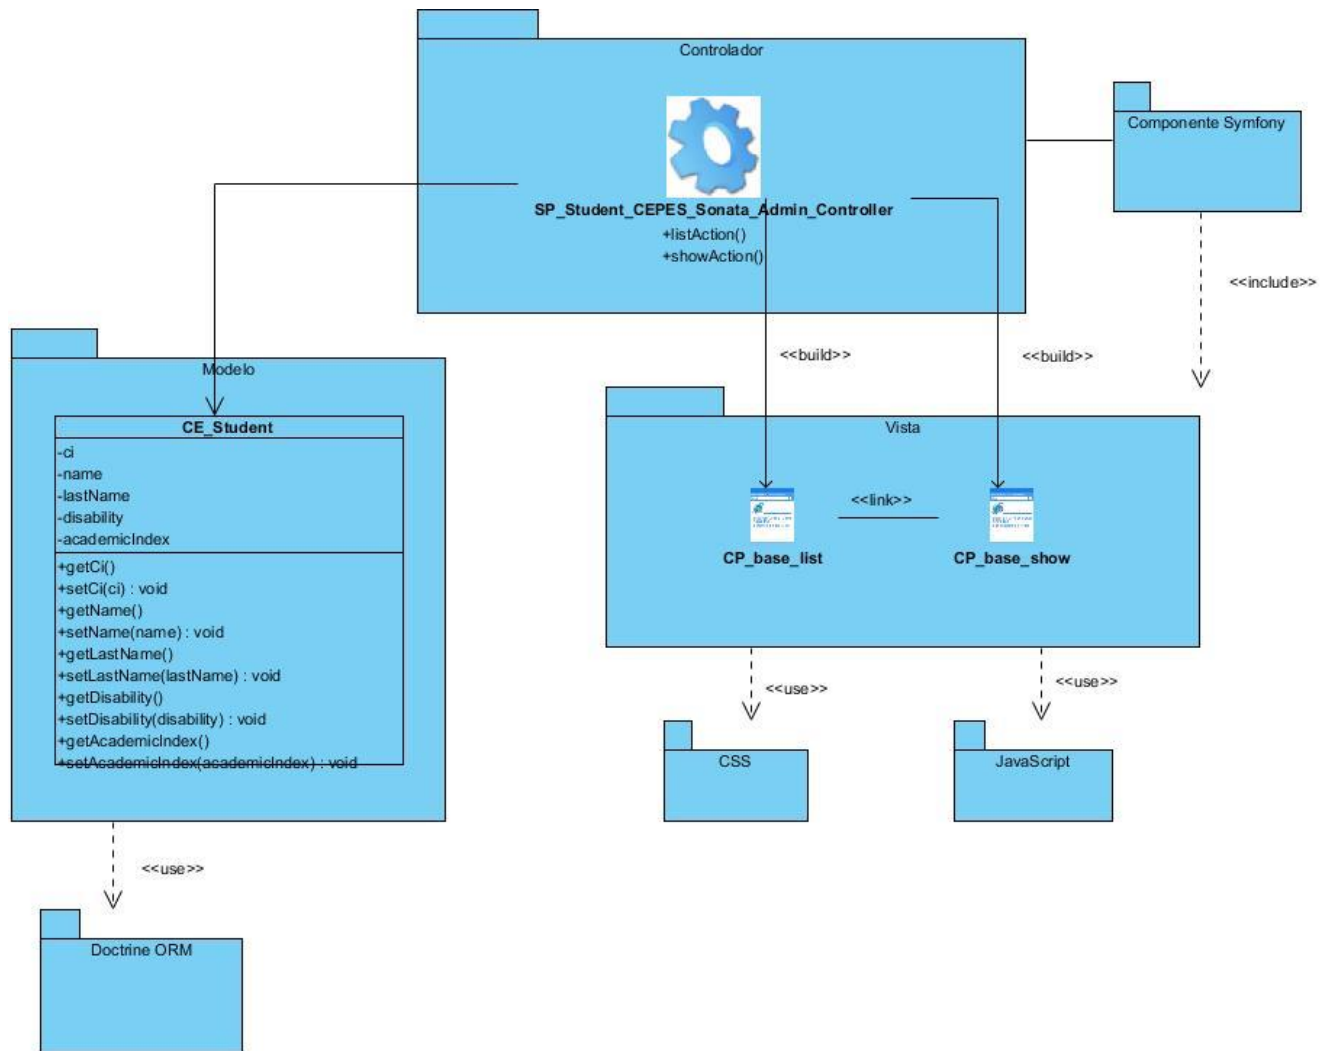 Controlador
SP_Student_CEPES_Sonata_Admin_Controller
+listAction()
+showAction()
Componente Symfony
<<include>>
<<build>>
<<build>>
Modelo
CE_Student
-ci
-name
-lastName
-disability
-academicIndex
+getCi()
+setCi(ci) : void
+getName()
+setName(name) : void
+getLastName()
+setLastName(lastName) : void
+getDisability()
+setDisability(disability) : void
+getAcademicIndex()
+setAcademicIndex(academicIndex) : void
Vista
<<link>>
CP_base_list
CP_base_show
<<use>>
<<use>>
CSS
JavaScript
<<use>>
Doctrine ORM